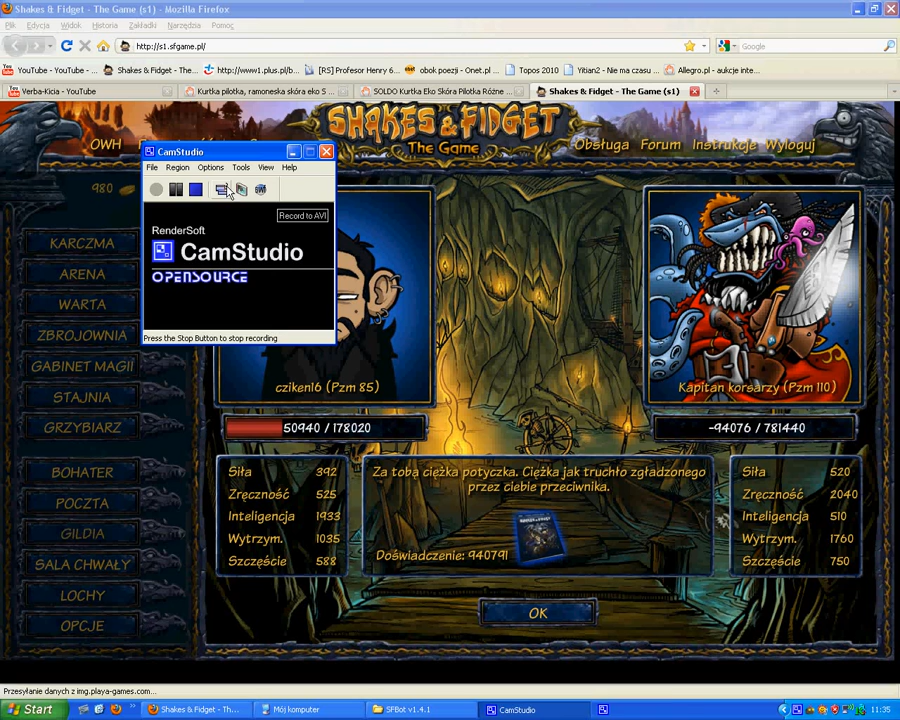 Shakes & Fidget - The Game (s1) - Mozilla Firefox
Plik Edycja Widok Historia Zakładki Narzędzia Pomoc
http://s1.sfgame.pl/
Google
YouTube - YouTube - ...
Shakes & Fidget - The...
http://www1.plus.pl/b...
[RS] Profesor Henry 6...
obok poezji - Onet.pl ...
Topos 2010
Yitian2 - Nie ma czasu ...
Allegro.pl - aukcje inte...
Verba-Kicia - YouTube
Kurtka pilotka, ramoneska skóra eko S ...
SOLDO Kurtka Eko Skóra Pilotka Różne ...
Shakes & Fidget - The Game (s1)
SHAKES & FIDGET
The Game
OWH
Obsługa Forum Instrukcje Wyloguj
980
CamStudio
File Region Options Tools View Help
Record to AVI
RenderSoft
CamStudio
OPENSOURCE
Press the Stop Button to stop recording
KARCZMA
ARENA
WARTA
ZBROJOWNIA
GABINET MAGII
STAJNIA
GRZYBIARZ
BOHATER
POCZTA
GILDIA
SALA CHWAŁY
LOCHY
OPCJE
cziken16 (Pzm 85)
Kapitan korsarzy (Pzm 110)
50940 / 178020
-94076 / 781440
Siła 392
Zręczność 525
Inteligencja 1933
Wytrzym. 1035
Szczęście 588
Za tobą ciężka potyczka. Ciężka jak truchło zgładzonego
przez ciebie przeciwnika.
Doświadczenie: 940791
Siła 520
Zręczność 2040
Inteligencja 510
Wytrzym. 1760
Szczęście 750
OK
Przesyłanie danych z img.playa-games.com...
Start
Shakes & Fidget - Th...
Mój komputer
SFBot v1.4.1
CamStudio
11:35